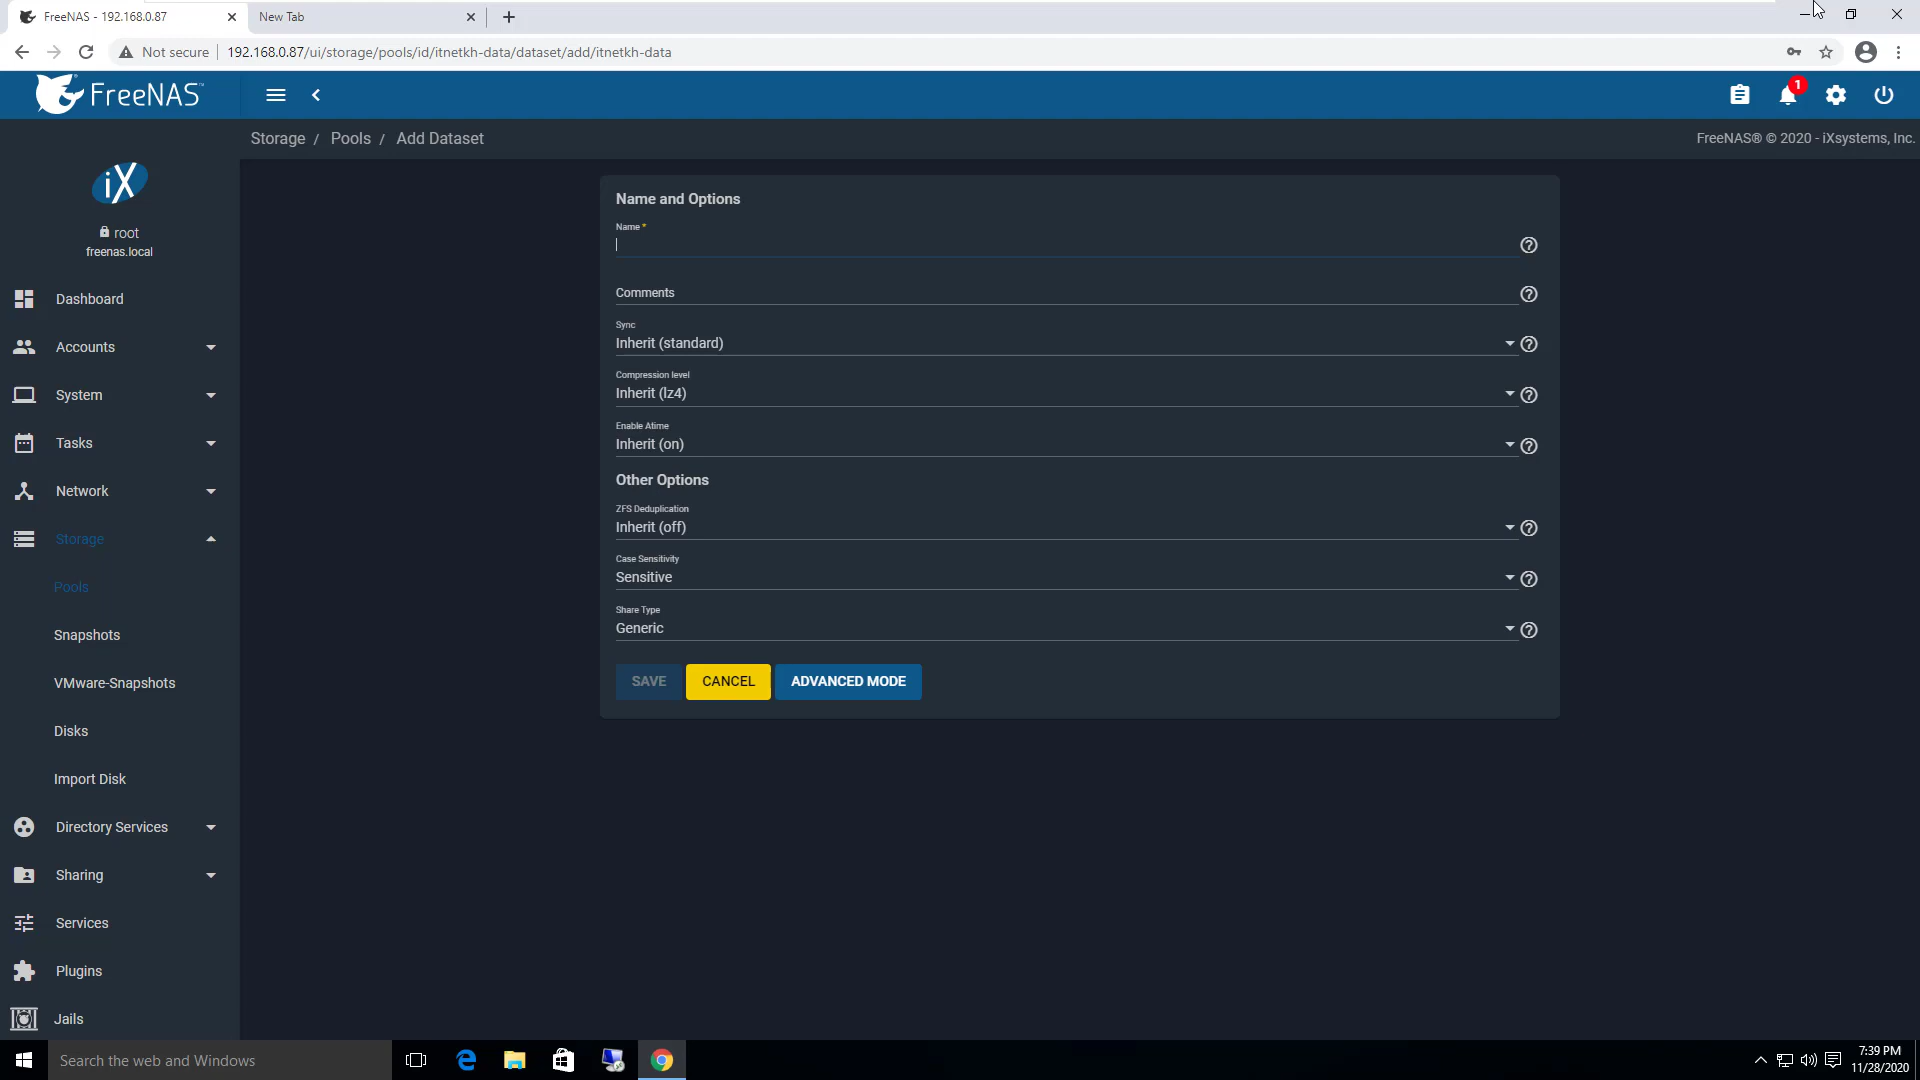 FreeNAS - 192.168.0.87
New Tab
Not secure
192.168.0.87/ui/storage/pools/id/itnetkh-data/dataset/add/itnetkh-data
FreeNAS™
1
Storage / Pools / Add Dataset
FreeNAS® © 2020 - iXsystems, Inc.
iX
root
freenas.local
Dashboard
Accounts
System
Tasks
Network
Storage
Pools
Snapshots
VMware-Snapshots
Disks
Import Disk
Directory Services
Sharing
Services
Plugins
Jails
Name and Options
Name *
Comments
Sync
Inherit (standard)
Compression level
Inherit (lz4)
Enable Atime
Inherit (on)
Other Options
ZFS Deduplication
Inherit (off)
Case Sensitivity
Sensitive
Share Type
Generic
SAVE
CANCEL
ADVANCED MODE
Search the web and Windows
7:39 PM
11/28/2020